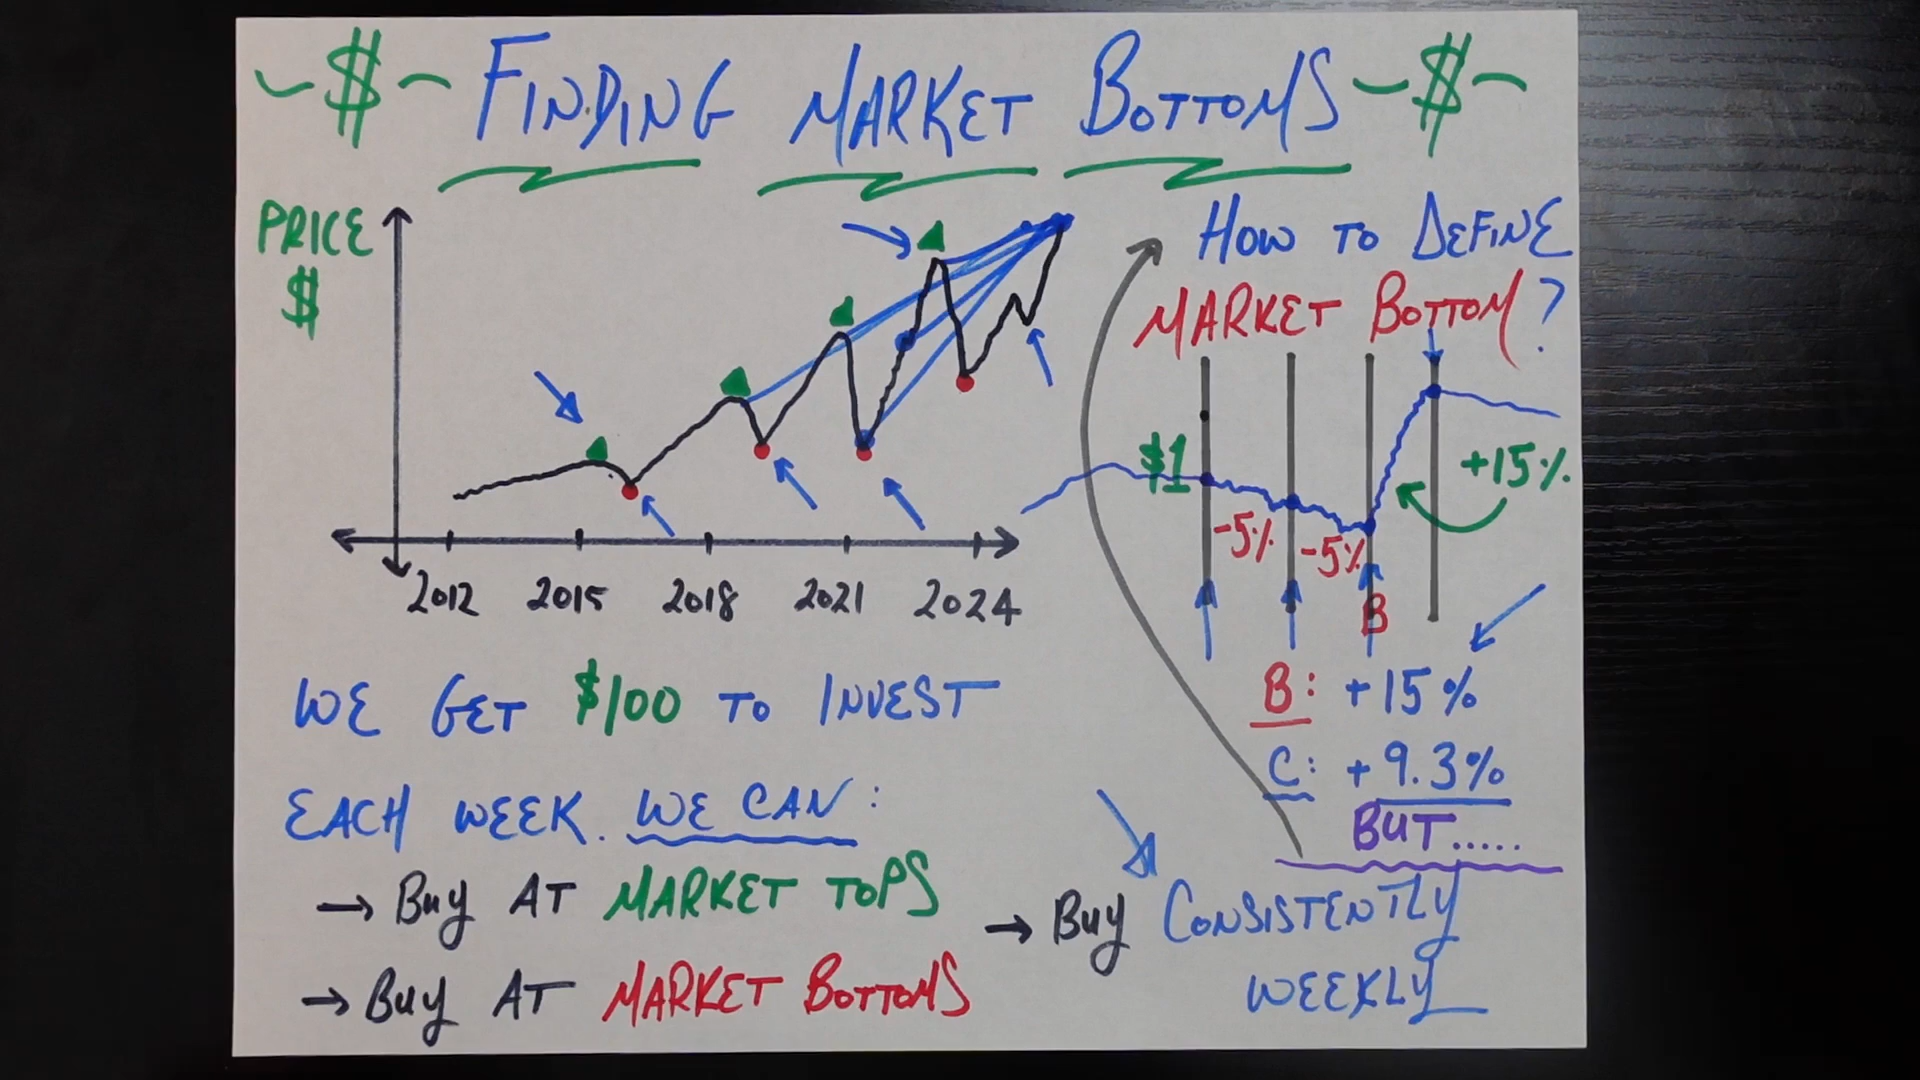 ~$~ FINDING MARKET BOTTOMS ~$~
PRICE
$
2012 2015 2018 2021 2024
HOW TO DEFINE
MARKET BOTTOM?
$1
-5%
-5%
+15%
B
B: +15%
C: +9.3%
BUT.....
WE GET $100 TO INVEST
EACH WEEK. WE CAN:
→ BUY AT MARKET TOPS
→ BUY AT MARKET BOTTOMS
→ BUY CONSISTENTLY
WEEKLY